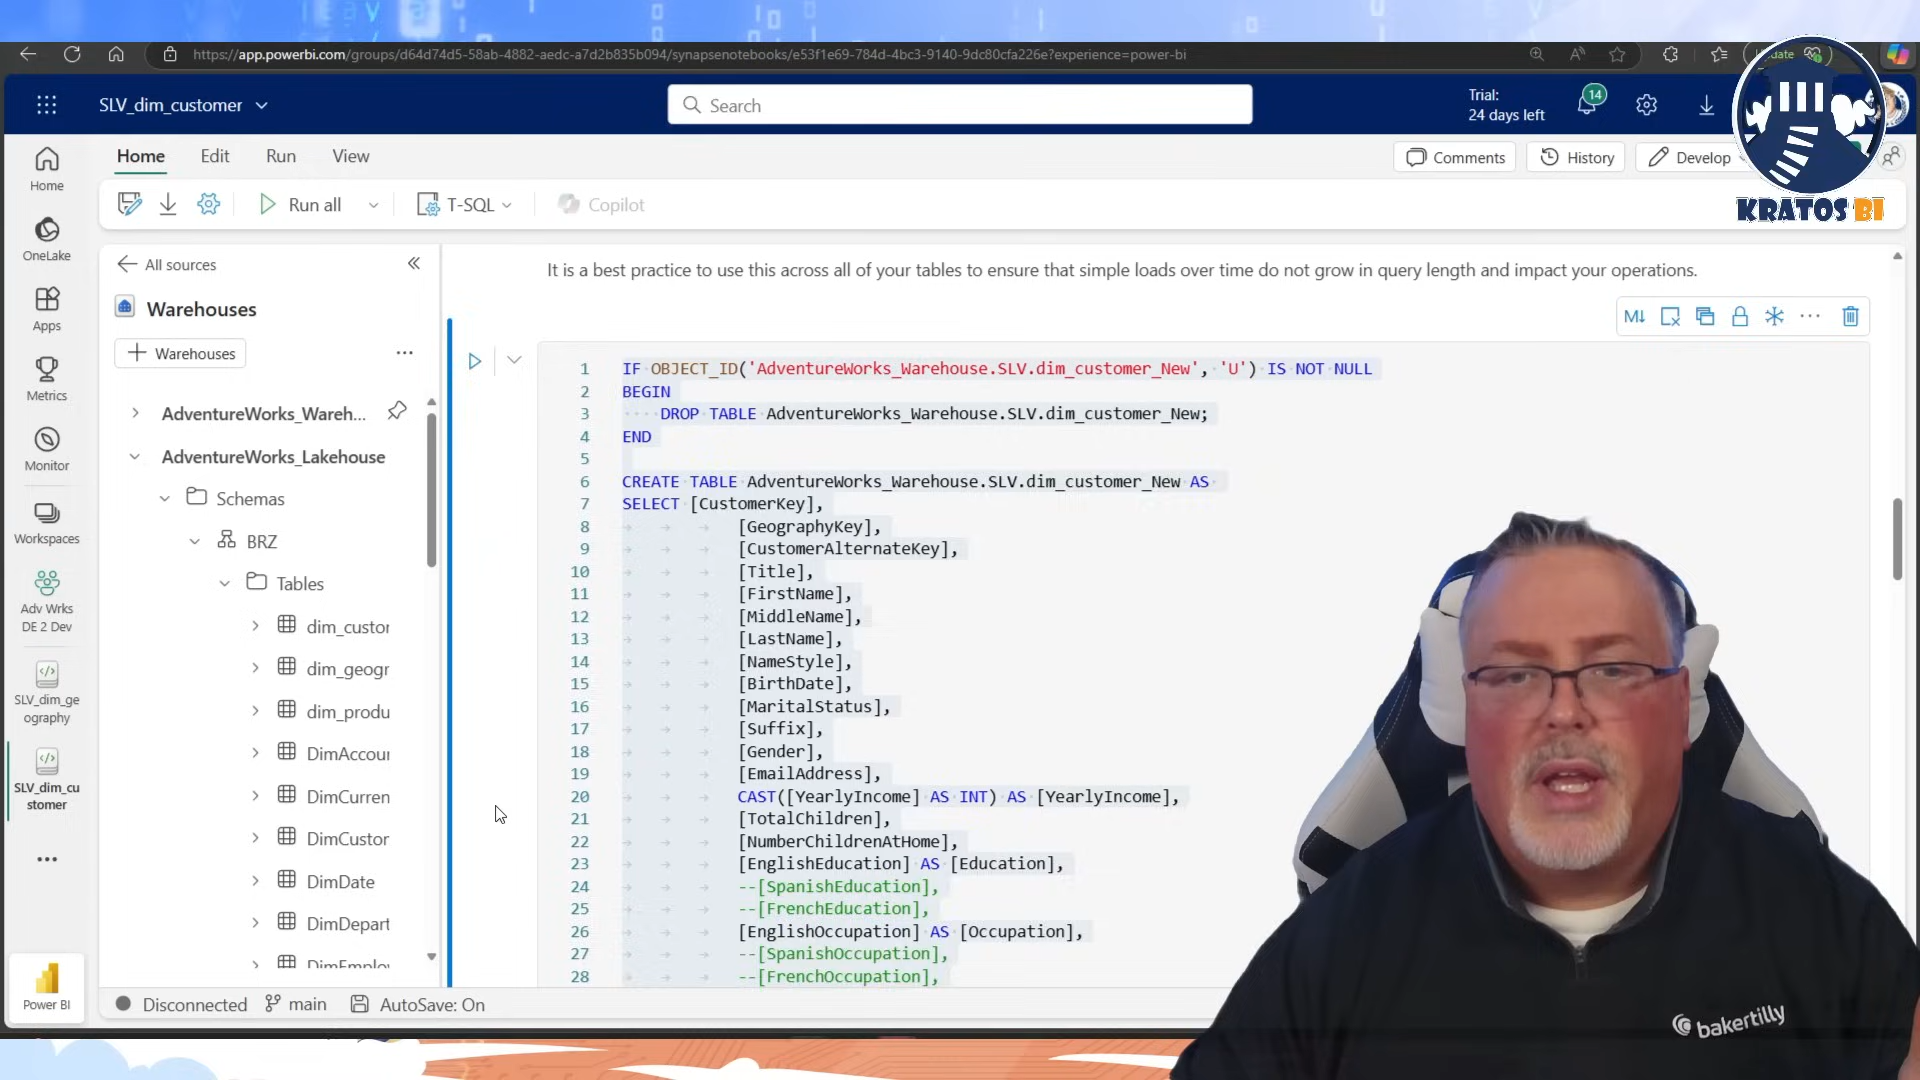 https://app.powerbi.com/groups/d64d74d5-58ab-4882-aedc-a7d2b835b094/synapsenotebooks/e53f1e69-784d-4bc3-9140-9dc80cfa226e?experience=power-bi
SLV_dim_customer
Search
Trial:
24 days left
14
KRATOS BI
Home
Edit
Run
View
Comments
History
Develop
Run all
T-SQL
Copilot
Home
OneLake
Apps
Metrics
Monitor
Workspaces
Adv Wrks
DE 2 Dev
SLV_dim_ge
ography
SLV_dim_cu
stomer
Power BI
All sources
Warehouses
Warehouses
AdventureWorks_Wareh...
AdventureWorks_Lakehouse
Schemas
BRZ
Tables
dim_custor
dim_geogr
dim_produ
DimAccour
DimCurren
DimCustor
DimDate
DimDepart
DimEmplo
It is a best practice to use this across all of your tables to ensure that simple loads over time do not grow in query length and impact your operations.
M↓
1 IF OBJECT_ID('AdventureWorks_Warehouse.SLV.dim_customer_New', 'U') IS NOT NULL
2 BEGIN
3 DROP TABLE AdventureWorks_Warehouse.SLV.dim_customer_New;
4 END
5
6 CREATE TABLE AdventureWorks_Warehouse.SLV.dim_customer_New AS
7 SELECT [CustomerKey],
8 [GeographyKey],
9 [CustomerAlternateKey],
10 [Title],
11 [FirstName],
12 [MiddleName],
13 [LastName],
14 [NameStyle],
15 [BirthDate],
16 [MaritalStatus],
17 [Suffix],
18 [Gender],
19 [EmailAddress],
20 CAST([YearlyIncome] AS INT) AS [YearlyIncome],
21 [TotalChildren],
22 [NumberChildrenAtHome],
23 [EnglishEducation] AS [Education],
24 --[SpanishEducation],
25 --[FrenchEducation],
26 [EnglishOccupation] AS [Occupation],
27 --[SpanishOccupation],
28 --[FrenchOccupation],
Disconnected
main
AutoSave: On
bakertilly